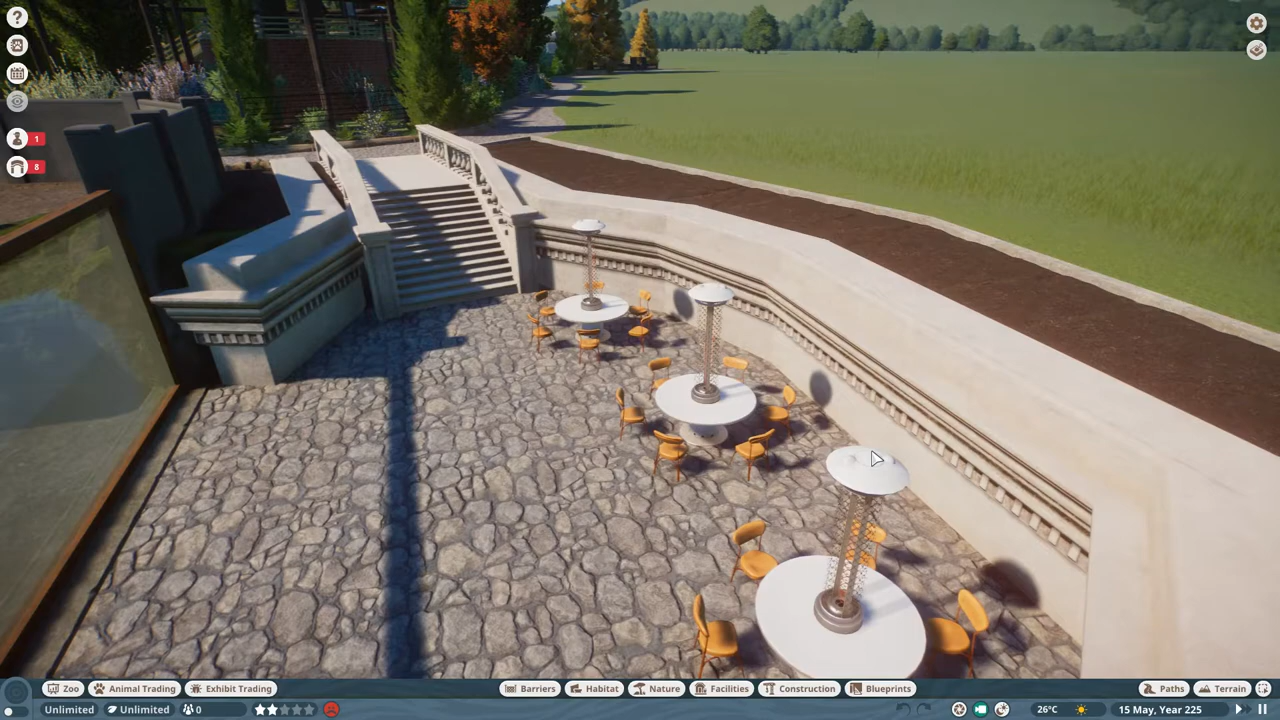 ?
1
8
Zoo
Animal Trading
Exhibit Trading
Barriers
Habitat
Nature
Facilities
Construction
Blueprints
Paths
Terrain
Unlimited
Unlimited
0
26°C
15 May, Year 225